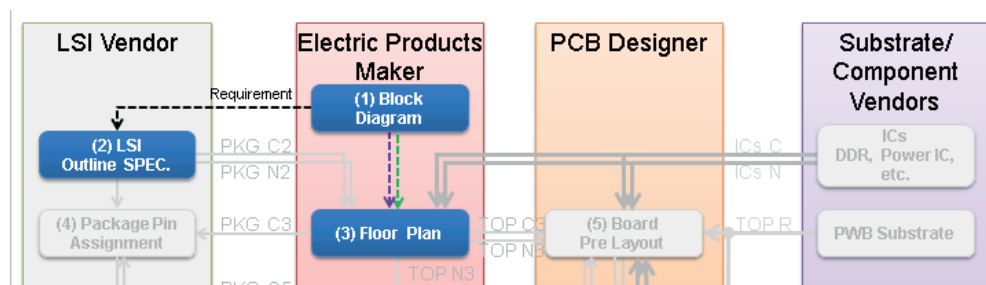 LSI Vendor
Electric Products
Maker
PCB Designer
Substrate/
Component
Vendors
Requirement
(1) Block
Diagram
(2) LSI
Outline SPEC.
PKG C2
PKG N2
ICs C
ICs N
ICs
DDR, Power IC,
etc.
(4) Package Pin
Assignment
PKG C3
(3) Floor Plan
TOP C3
TOP N3
(5) Board
Pre Layout
TOP R
PWB Substrate
TOP N3
PKG C5